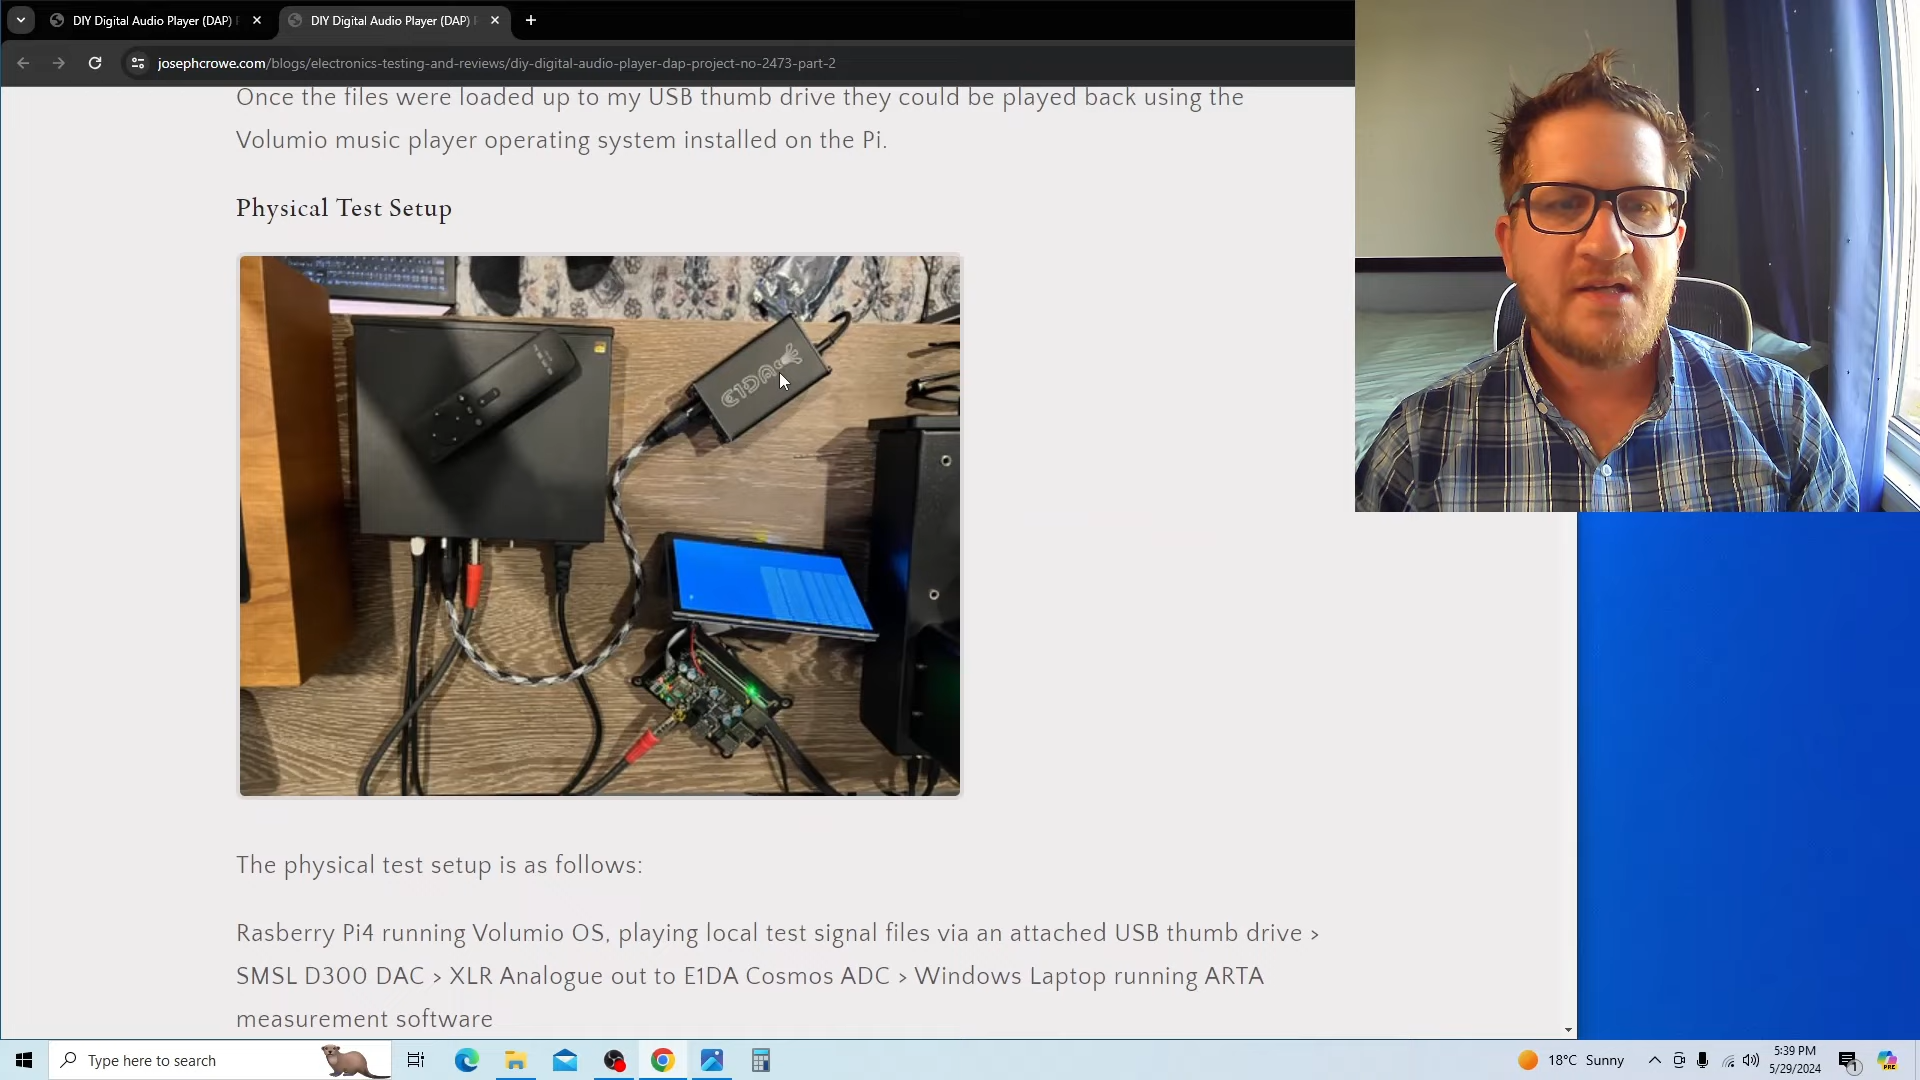 DIY Digital Audio Player (DAP)
DIY Digital Audio Player (DAP)
josephcrowe.com/blogs/electronics-testing-and-reviews/diy-digital-audio-player-dap-project-no-2473-part-2
Once the files were loaded up to my USB thumb drive they could be played back using the
Volumio music player operating system installed on the Pi.
Physical Test Setup
E1DA
The physical test setup is as follows:
Rasberry Pi4 running Volumio OS, playing local test signal files via an attached USB thumb drive >
SMSL D300 DAC > XLR Analogue out to E1DA Cosmos ADC > Windows Laptop running ARTA
measurement software
Type here to search
18°C Sunny
5:39 PM
5/29/2024
1
PRE